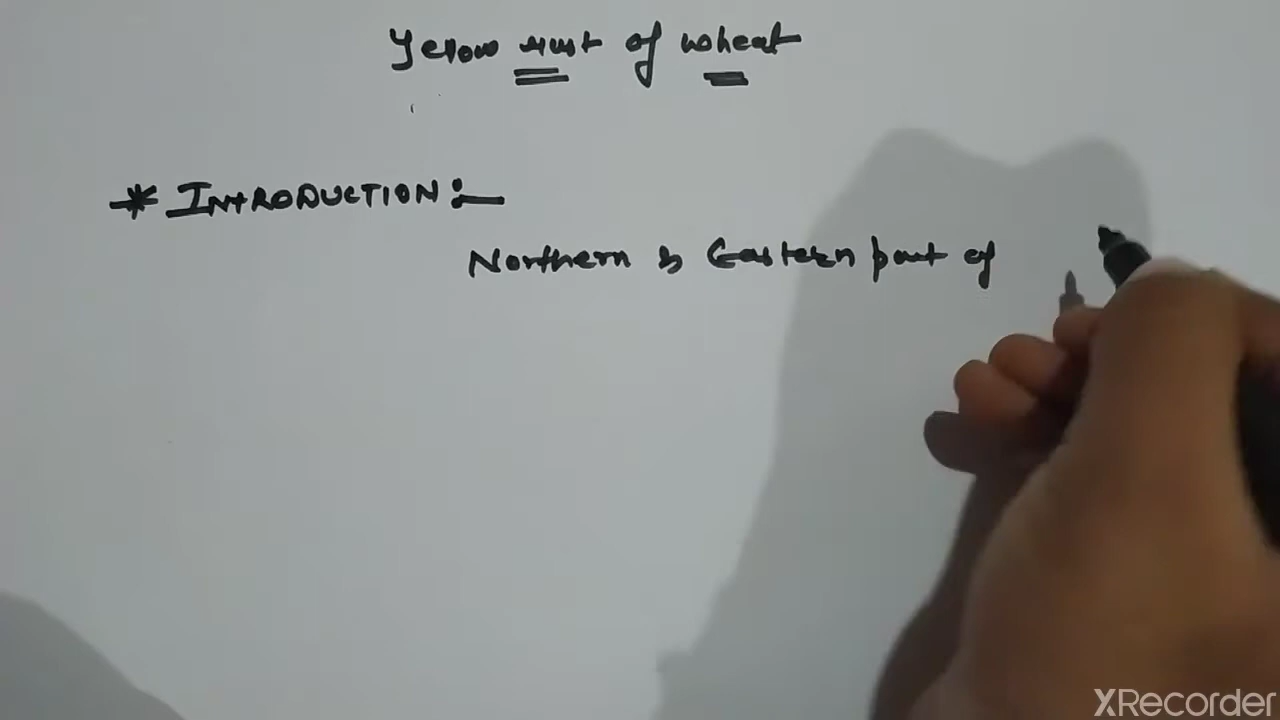 Yellow rust of wheat
* INTRODUCTION :-
Northern & Eastern part of
XRecorder